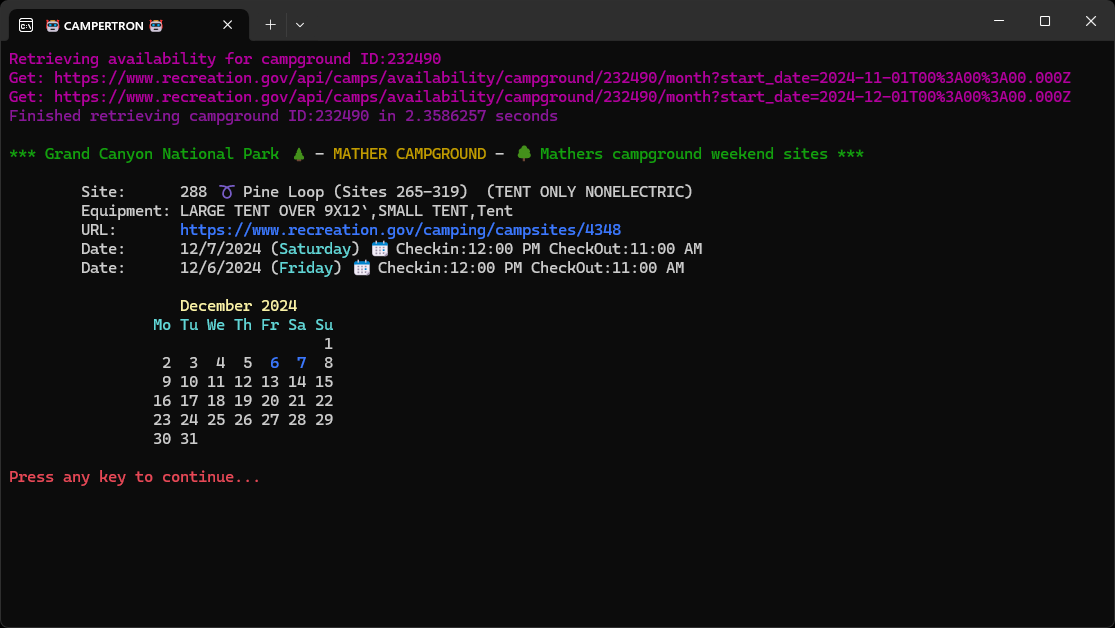 CAMPERTRON
Retrieving availability for campground ID:232490
Get: https://www.recreation.gov/api/camps/availability/campground/232490/month?start_date=2024-11-01T00%3A00%3A00.000Z
Get: https://www.recreation.gov/api/camps/availability/campground/232490/month?start_date=2024-12-01T00%3A00%3A00.000Z
Finished retrieving campground ID:232490 in 2.3586257 seconds
*** Grand Canyon National Park 🌲 – MATHER CAMPGROUND – 🌳 Mathers campground weekend sites ***
Site: 288 ➰ Pine Loop (Sites 265-319) (TENT ONLY NONELECTRIC)
Equipment: LARGE TENT OVER 9X12`,SMALL TENT,Tent
URL: https://www.recreation.gov/camping/campsites/4348
Date: 12/7/2024 (Saturday) 📅 Checkin:12:00 PM CheckOut:11:00 AM
Date: 12/6/2024 (Friday) 📅 Checkin:12:00 PM CheckOut:11:00 AM
December 2024
Mo Tu We Th Fr Sa Su
1
2 3 4 5 6 7 8
9 10 11 12 13 14 15
16 17 18 19 20 21 22
23 24 25 26 27 28 29
30 31
Press any key to continue...